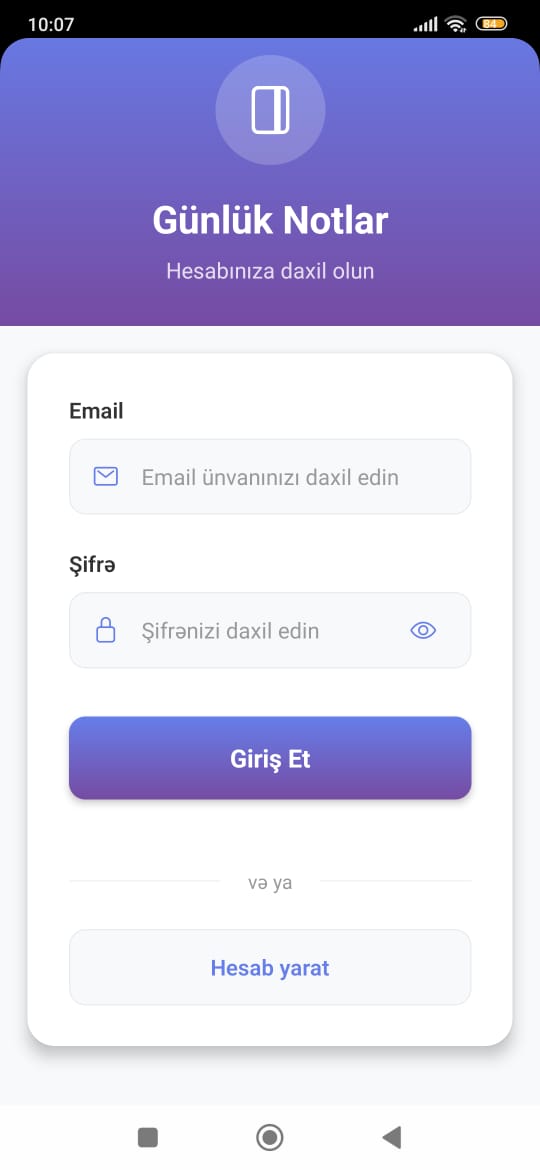 10:07
84
Günlük Notlar
Hesabınıza daxil olun
Email
Email ünvanınızı daxil edin
Şifrə
Şifrənizi daxil edin
Giriş Et
və ya
Hesab yarat